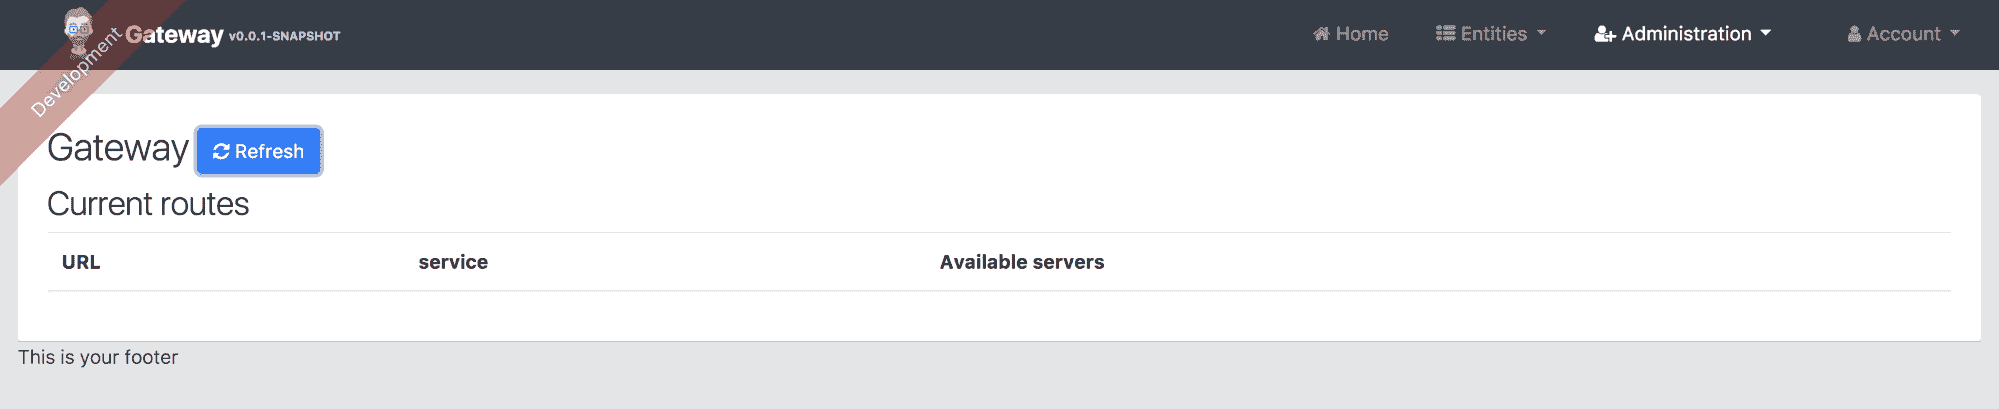 Gateway v0.0.1-SNAPSHOT Home Entities Administration Account
Development
Gateway Refresh
Current routes
URL service Available servers
This is your footer